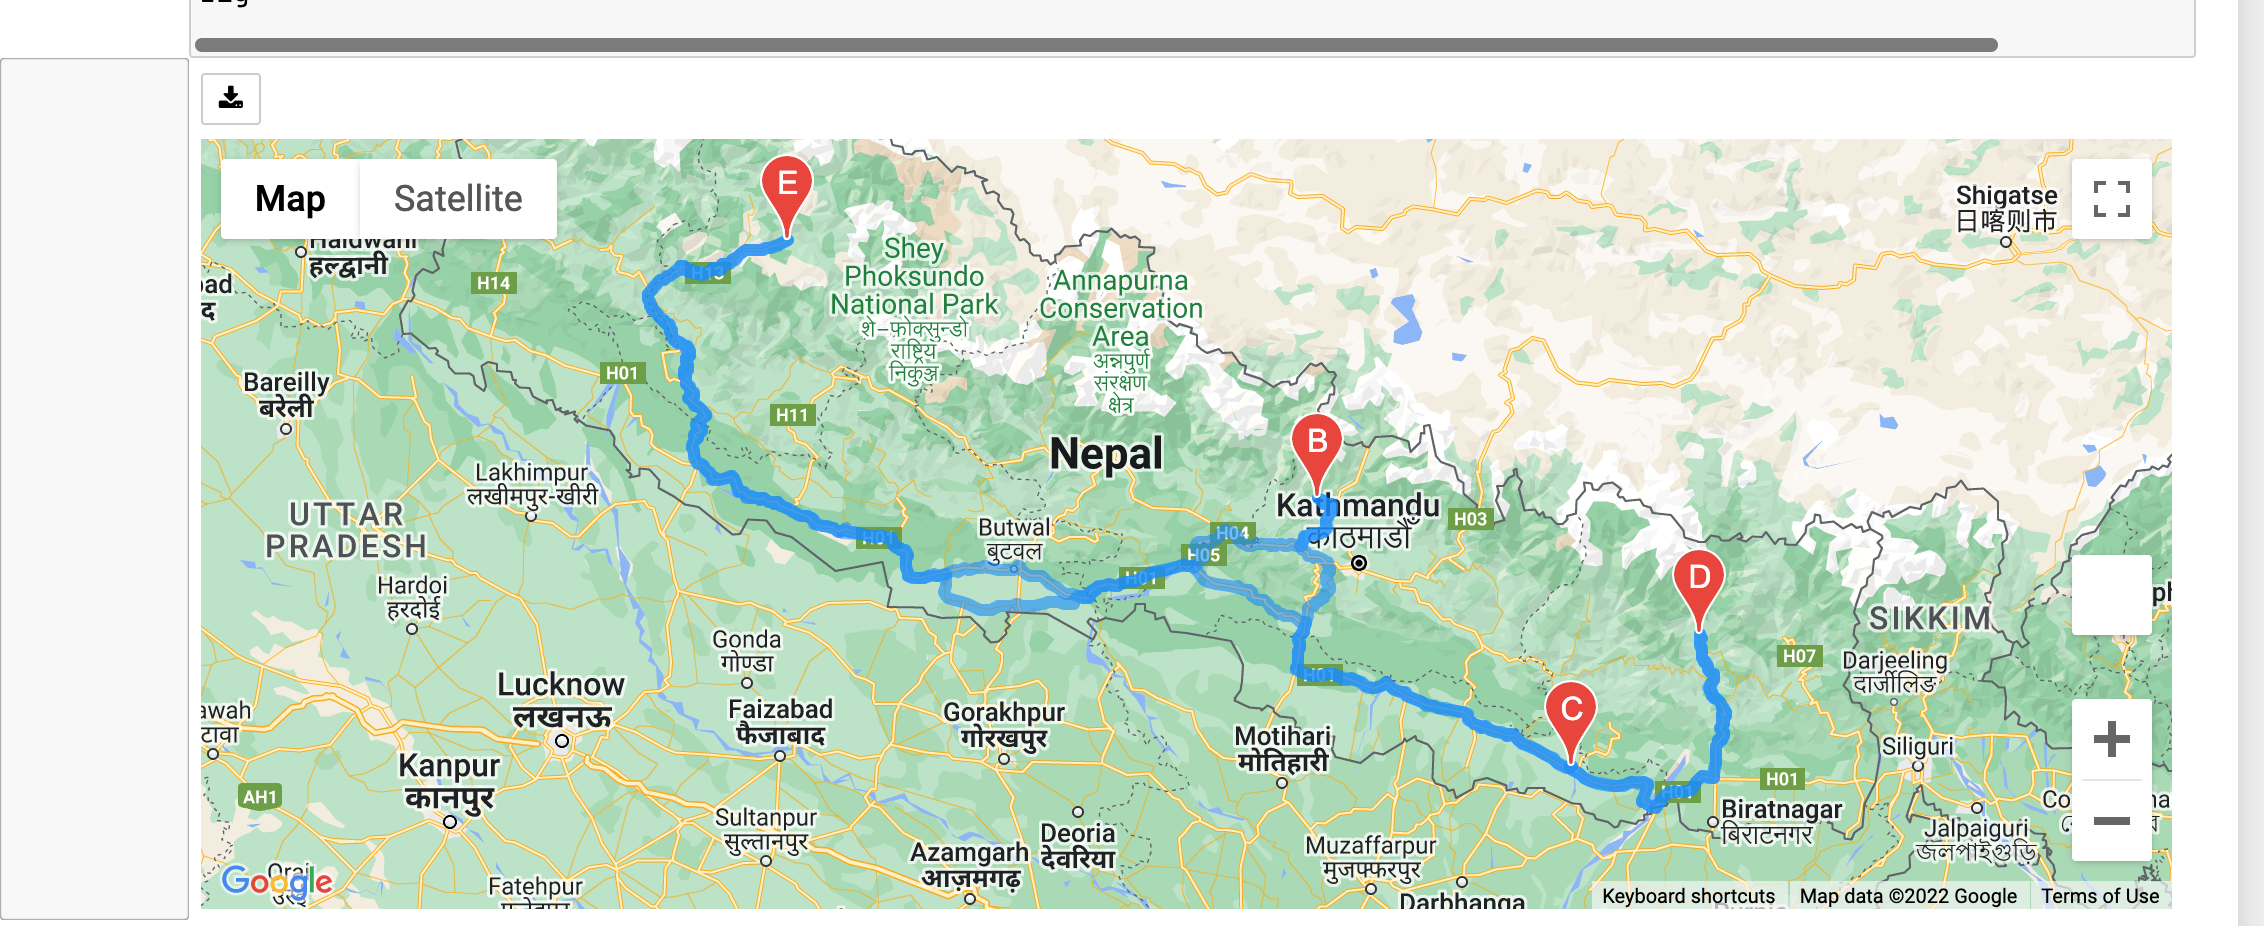 Map
Satellite
E
Shigatse
日喀则市
हल्द्वानी
H14
H13
Shey
Phoksundo
National Park
शे-फोक्सुन्डो
राष्ट्रिय
निकुञ्ज
Annapurna
Conservation
Area
अन्नपुर्ण
संरक्षण
क्षेत्र
H01
Bareilly
बरेली
H11
Nepal
B
Lakhimpur
लखीमपुर-खीरी
Kathmandu
काठमाडौं
H03
UTTAR
PRADESH
Butwal
बुटवल
H01
H04
H05
H01
D
Hardoi
हरदोई
SIKKIM
Gonda
गोण्डा
H07
Darjeeling
दार्जीलिङ
H01
Lucknow
लखनऊ
C
Faizabad
फैजाबाद
Gorakhpur
गोरखपुर
Motihari
मोतिहारी
Siliguri
Kanpur
कानपुर
AH1
H01
H01
Biratnagar
बिराटनगर
Sultanpur
सुल्तानपुर
Deoria
देवरिया
Jalpaiguri
জলপাইগুড়ি
Azamgarh
आज़मगढ़
Muzaffarpur
मुजफ्फरपुर
Google
Fatehpur
Darbhanga
Keyboard shortcuts
Map data ©2022 Google
Terms of Use